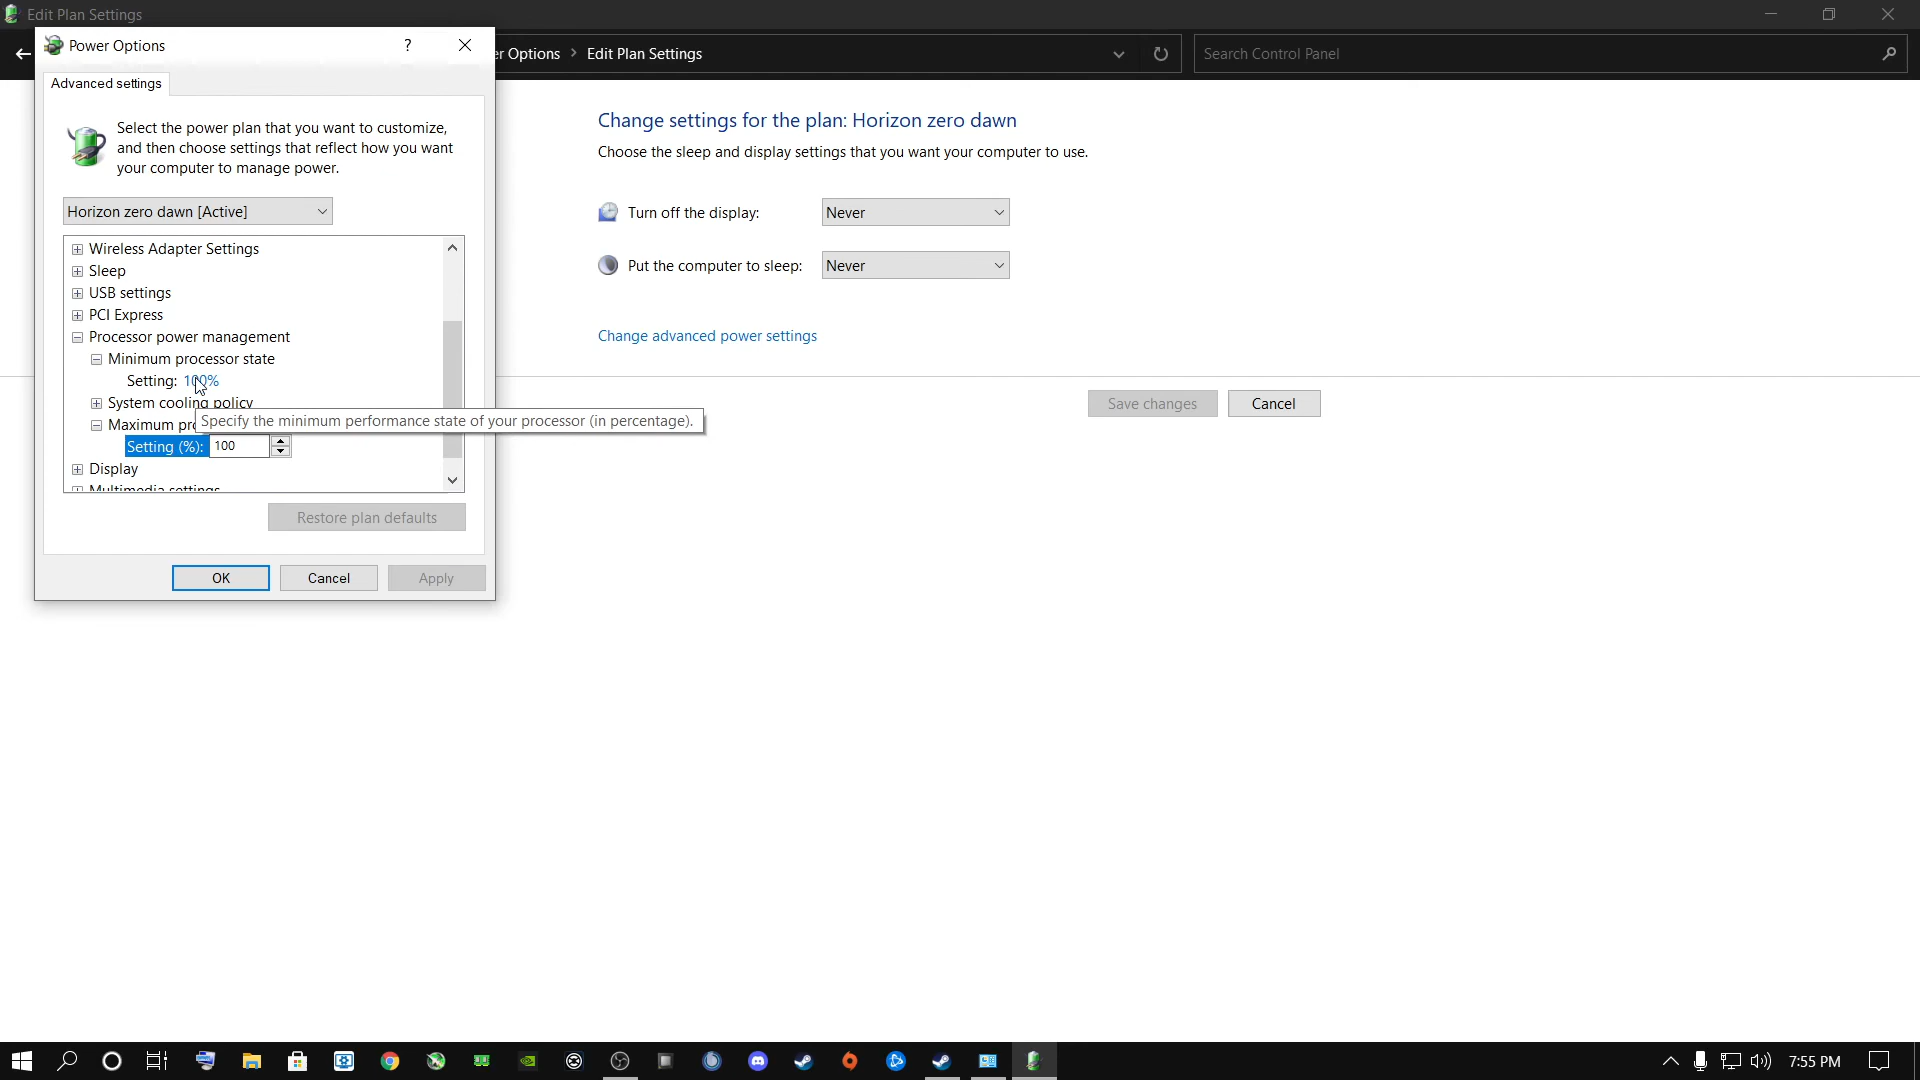 Edit Plan Settings
Power Options
?
er Options > Edit Plan Settings
Search Control Panel
Advanced settings
Select the power plan that you want to customize,
and then choose settings that reflect how you want
your computer to manage power.
Horizon zero dawn [Active]
Wireless Adapter Settings
Sleep
USB settings
PCI Express
Processor power management
Minimum processor state
Setting: 100%
System cooling policy
Maximum pr
Specify the minimum performance state of your processor (in percentage).
Setting (%): 100
Display
Multimedia settings
Restore plan defaults
OK
Cancel
Apply
Change settings for the plan: Horizon zero dawn
Choose the sleep and display settings that you want your computer to use.
Turn off the display: Never
Put the computer to sleep: Never
Change advanced power settings
Save changes
Cancel
7:55 PM